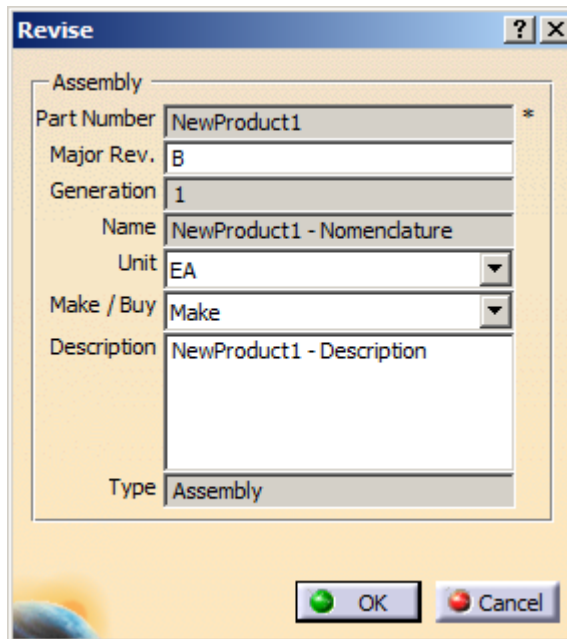 Revise
Assembly
Part Number NewProduct1 *
Major Rev. B
Generation 1
Name NewProduct1 - Nomenclature
Unit EA
Make / Buy Make
Description NewProduct1 - Description
Type Assembly
OK Cancel